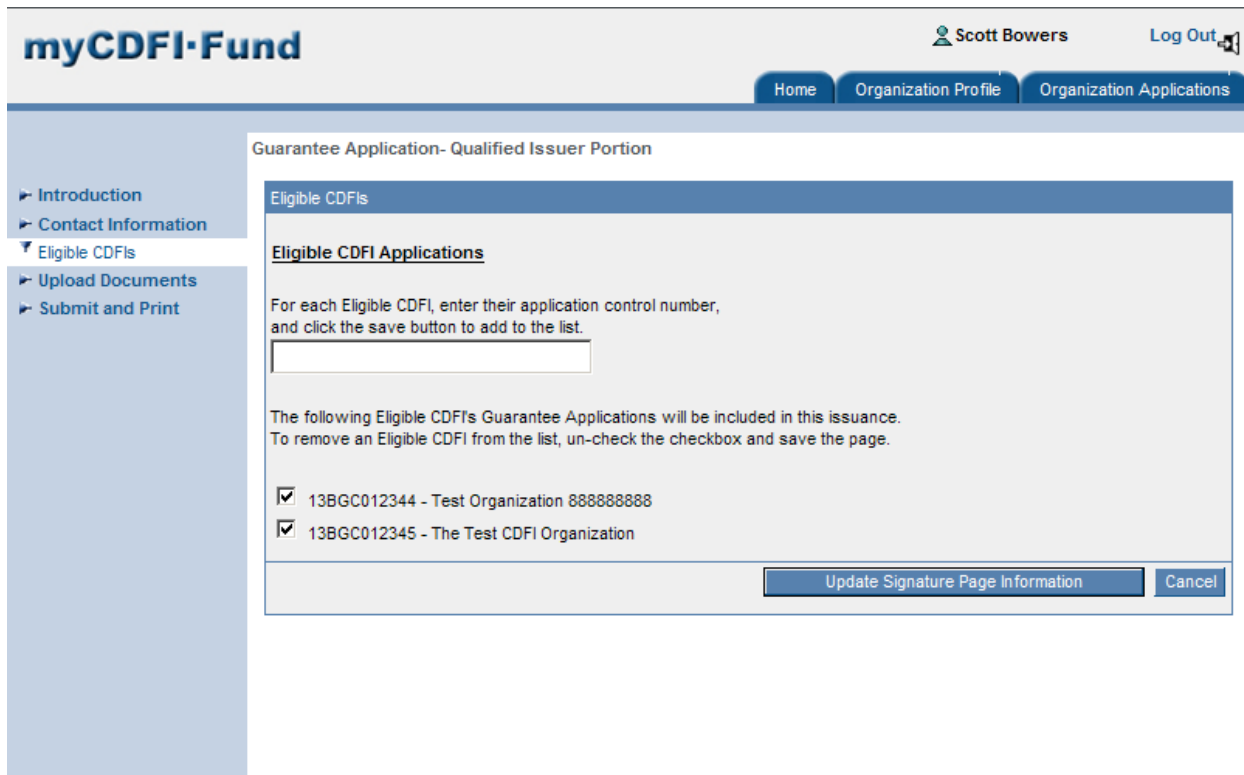 myCDFI·Fund
Scott Bowers
Log Out
Home
Organization Profile
Organization Applications
Guarantee Application- Qualified Issuer Portion
Introduction
Contact Information
Eligible CDFIs
Upload Documents
Submit and Print
Eligible CDFIs
Eligible CDFI Applications
For each Eligible CDFI, enter their application control number,
and click the save button to add to the list.
The following Eligible CDFI's Guarantee Applications will be included in this issuance.
To remove an Eligible CDFI from the list, un-check the checkbox and save the page.
13BGC012344 - Test Organization 888888888
13BGC012345 - The Test CDFI Organization
Update Signature Page Information
Cancel